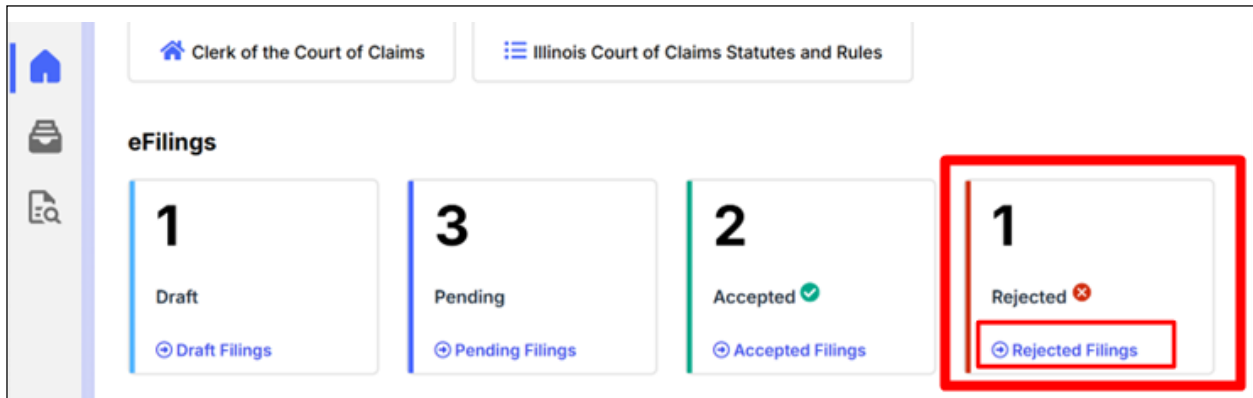 Clerk of the Court of Claims
Illinois Court of Claims Statutes and Rules
eFilings
1
Draft
Draft Filings
3
Pending
Pending Filings
2
Accepted
Accepted Filings
1
Rejected
Rejected Filings